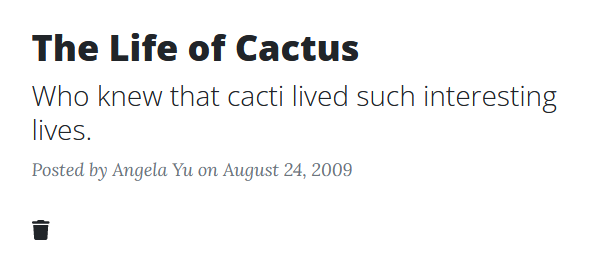 The Life of Cactus
Who knew that cacti lived such interesting
lives.
Posted by Angela Yu on August 24, 2009